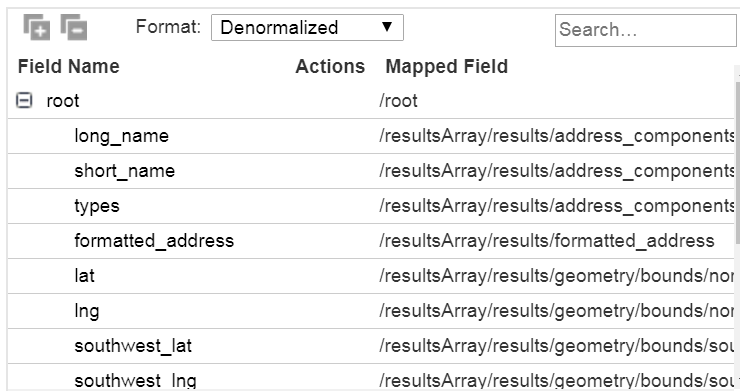 Format: Denormalized
Search...
Field Name Actions Mapped Field
root /root
long_name /resultsArray/results/address_components
short_name /resultsArray/results/address_components
types /resultsArray/results/address_components
formatted_address /resultsArray/results/formatted_address
lat /resultsArray/results/geometry/bounds/nor
lng /resultsArray/results/geometry/bounds/nor
southwest_lat /resultsArray/results/geometry/bounds/sou
southwest_lng /resultsArray/results/geometry/bounds/sou